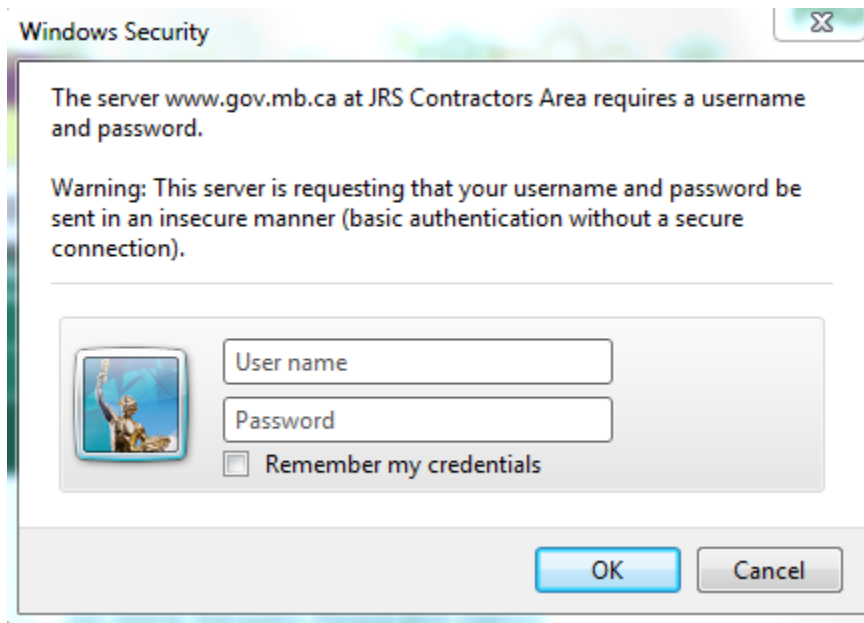 Windows Security
The server www.gov.mb.ca at JRS Contractors Area requires a username
and password.
Warning: This server is requesting that your username and password be
sent in an insecure manner (basic authentication without a secure
connection).
User name
Password
Remember my credentials
OK
Cancel